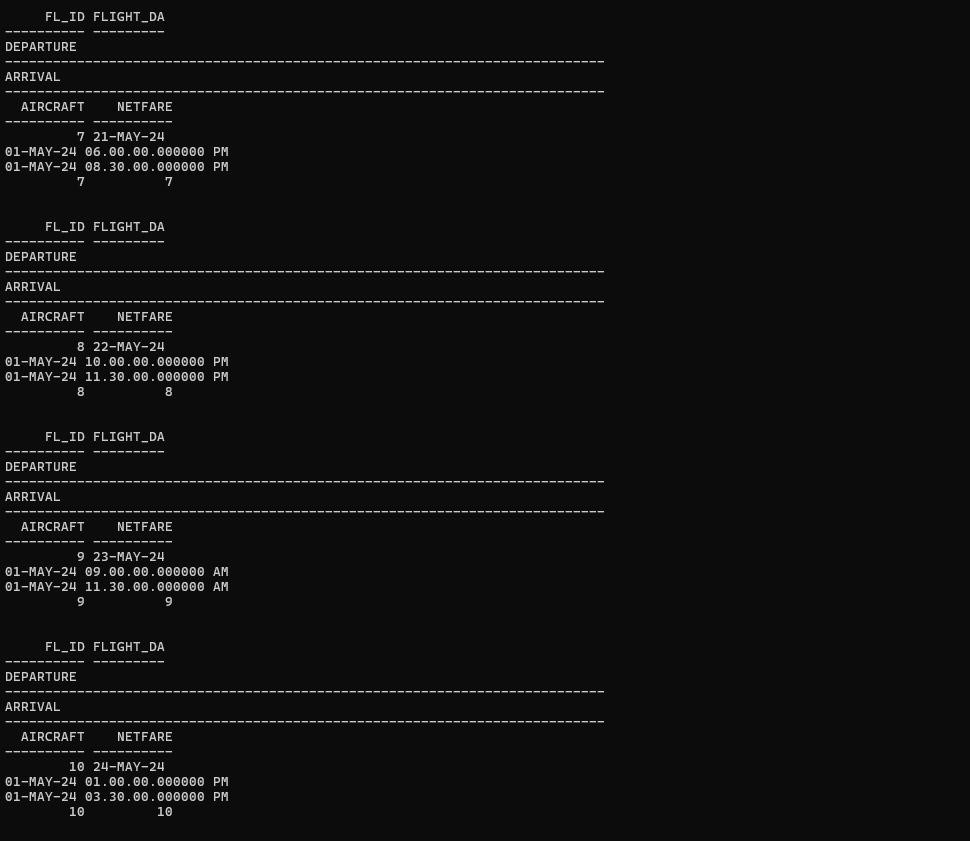 FL_ID FLIGHT_DA
---------- ---------
DEPARTURE
---------------------------------------------------------------------------
ARRIVAL
---------------------------------------------------------------------------
  AIRCRAFT    NETFARE
---------- ----------
         7 21-MAY-24
01-MAY-24 06.00.00.000000 PM
01-MAY-24 08.30.00.000000 PM
         7          7

     FL_ID FLIGHT_DA
---------- ---------
DEPARTURE
---------------------------------------------------------------------------
ARRIVAL
---------------------------------------------------------------------------
  AIRCRAFT    NETFARE
---------- ----------
         8 22-MAY-24
01-MAY-24 10.00.00.000000 PM
01-MAY-24 11.30.00.000000 PM
         8          8

     FL_ID FLIGHT_DA
---------- ---------
DEPARTURE
---------------------------------------------------------------------------
ARRIVAL
---------------------------------------------------------------------------
  AIRCRAFT    NETFARE
---------- ----------
         9 23-MAY-24
01-MAY-24 09.00.00.000000 AM
01-MAY-24 11.30.00.000000 AM
         9          9

     FL_ID FLIGHT_DA
---------- ---------
DEPARTURE
---------------------------------------------------------------------------
ARRIVAL
---------------------------------------------------------------------------
  AIRCRAFT    NETFARE
---------- ----------
        10 24-MAY-24
01-MAY-24 01.00.00.000000 PM
01-MAY-24 03.30.00.000000 PM
        10         10